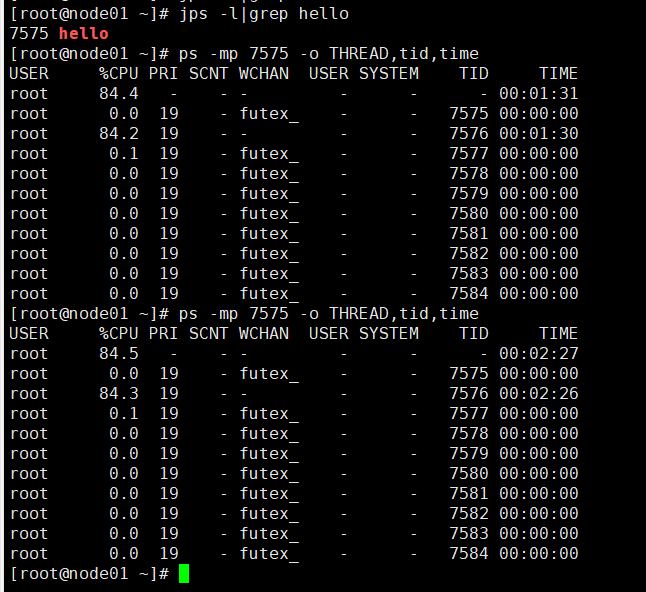 [root@node01 ~]# jps -l|grep hello
7575 hello
[root@node01 ~]# ps -mp 7575 -o THREAD,tid,time
USER     %CPU PRI SCNT WCHAN  USER SYSTEM    TID     TIME
root     84.4   -    - -         -      -      - 00:01:31
root      0.0  19    - futex_    -      -   7575 00:00:00
root     84.2  19    - -         -      -   7576 00:01:30
root      0.1  19    - futex_    -      -   7577 00:00:00
root      0.0  19    - futex_    -      -   7578 00:00:00
root      0.0  19    - futex_    -      -   7579 00:00:00
root      0.0  19    - futex_    -      -   7580 00:00:00
root      0.0  19    - futex_    -      -   7581 00:00:00
root      0.0  19    - futex_    -      -   7582 00:00:00
root      0.0  19    - futex_    -      -   7583 00:00:00
root      0.0  19    - futex_    -      -   7584 00:00:00
[root@node01 ~]# ps -mp 7575 -o THREAD,tid,time
USER     %CPU PRI SCNT WCHAN  USER SYSTEM    TID     TIME
root     84.5   -    - -         -      -      - 00:02:27
root      0.0  19    - futex_    -      -   7575 00:00:00
root     84.3  19    - -         -      -   7576 00:02:26
root      0.1  19    - futex_    -      -   7577 00:00:00
root      0.0  19    - futex_    -      -   7578 00:00:00
root      0.0  19    - futex_    -      -   7579 00:00:00
root      0.0  19    - futex_    -      -   7580 00:00:00
root      0.0  19    - futex_    -      -   7581 00:00:00
root      0.0  19    - futex_    -      -   7582 00:00:00
root      0.0  19    - futex_    -      -   7583 00:00:00
root      0.0  19    - futex_    -      -   7584 00:00:00
[root@node01 ~]#